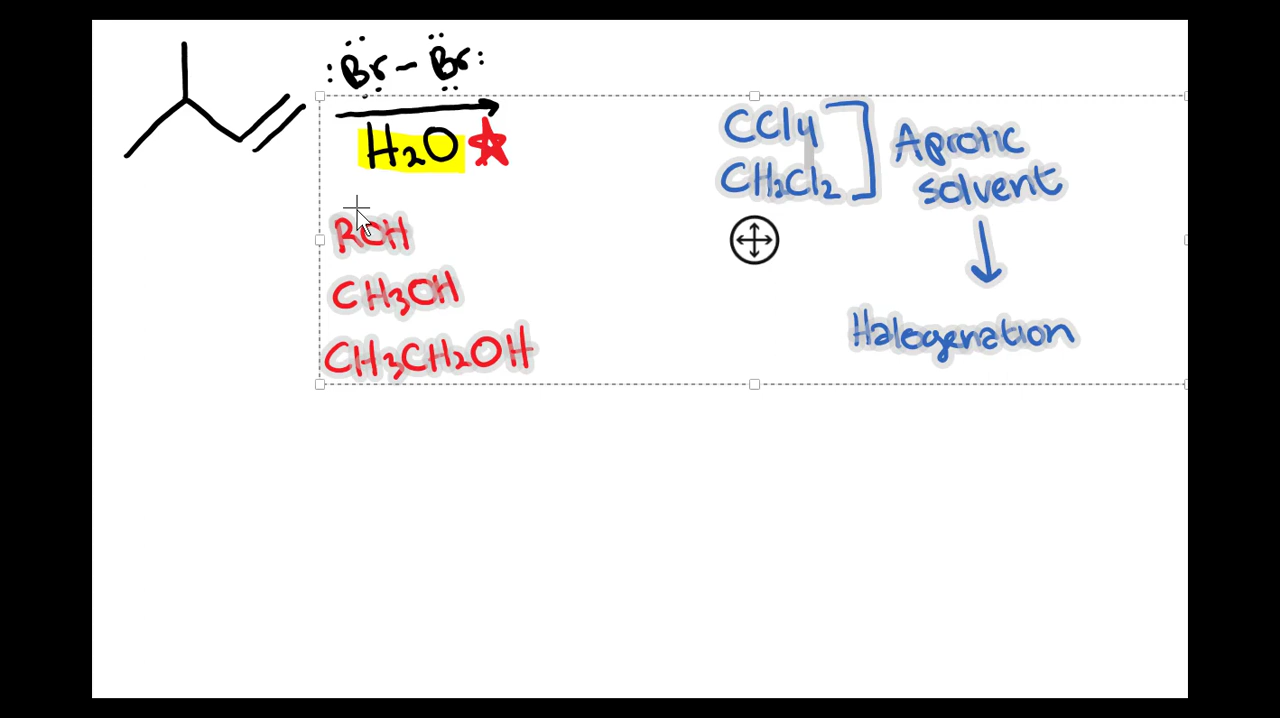 :Br-Br:
H₂O
ROH
CH₃OH
CH₃CH₂OH
CCl4
CH₂Cl₂
Aprotic
solvent
Halogenation